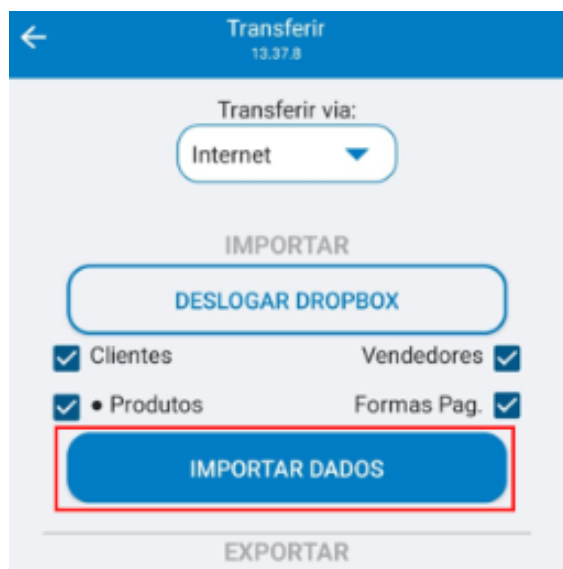 Transferir
13.37.8
Transferir via:
Internet
IMPORTAR
DESLOGAR DROPBOX
Clientes
Vendedores
• Produtos
Formas Pag.
IMPORTAR DADOS
EXPORTAR